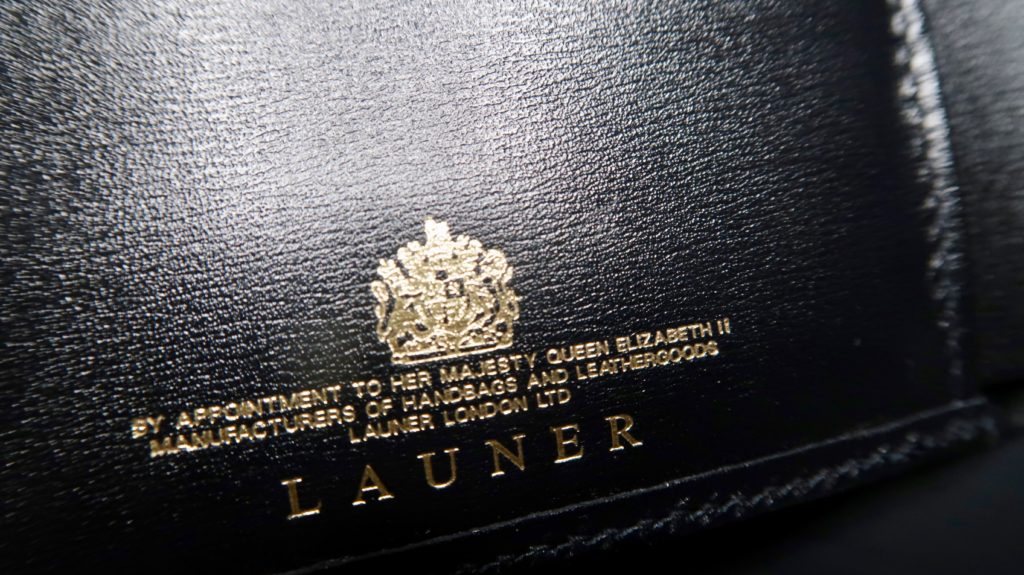 BY APPOINTMENT TO HER MAJESTY QUEEN ELIZABETH II
MANUFACTURERS OF HANDBAGS AND LEATHERGOODS
LAUNER LONDON LTD
LAUNER